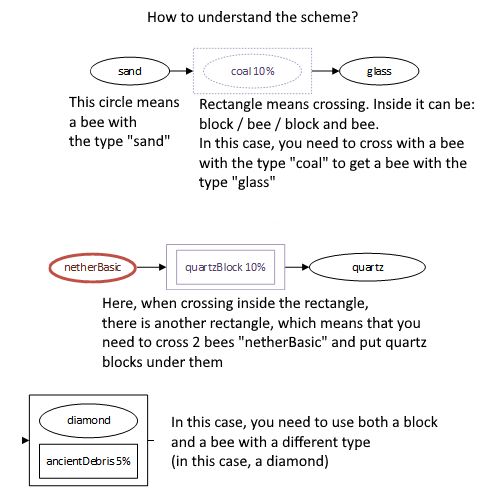 How to understand the scheme?
sand
coal 10%
glass
This circle means
a bee with
the type "sand"
Rectangle means crossing. Inside it can be:
block / bee / block and bee.
In this case, you need to cross with a bee
with the type "coal" to get a bee with the
type "glass"
netherBasic
quartzBlock 10%
quartz
Here, when crossing inside the rectangle,
there is another rectangle, which means that you
need to cross 2 bees "netherBasic" and put quartz
blocks under them
diamond
ancientDebris 5%
In this case, you need to use both a block
and a bee with a different type
(in this case, a diamond)